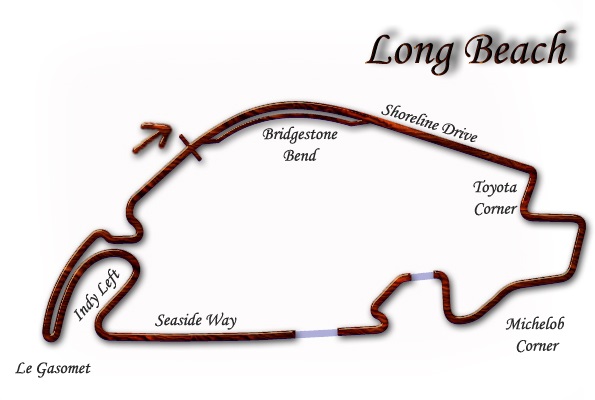 Long Beach
Shoreline Drive
Bridgestone
Bend
Toyota
Corner
Indy Left
Seaside Way
Michelob
Corner
Le Gasomet